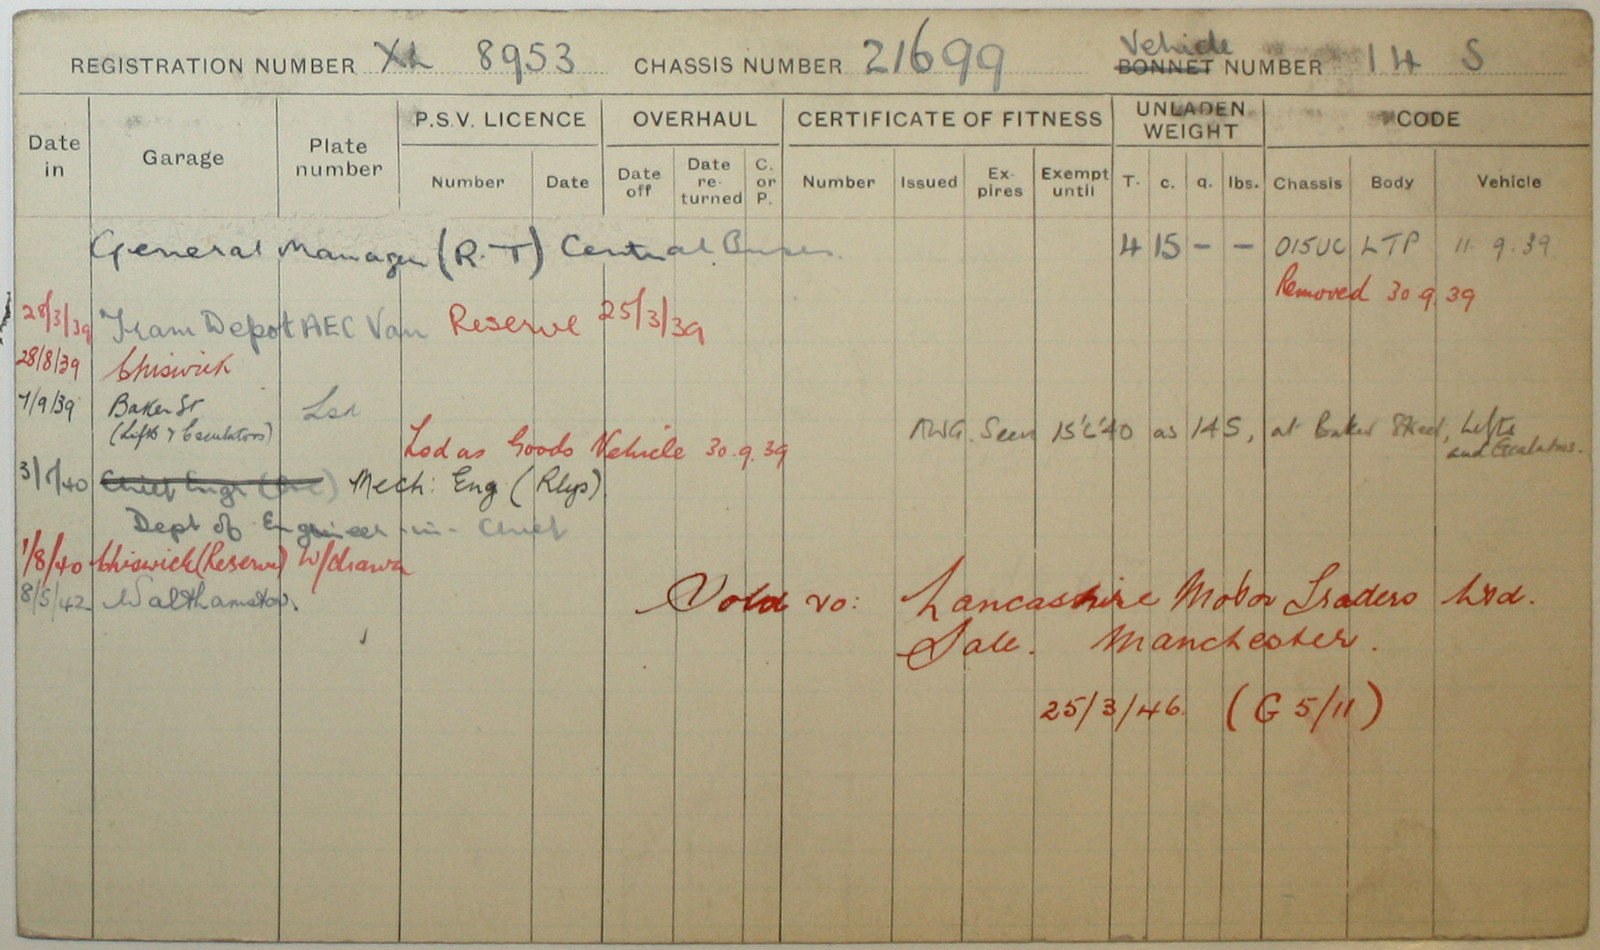 Vehicle
REGISTRATION NUMBER XL 8953 CHASSIS NUMBER 21699 BONNET NUMBER 14 S
Date in Garage Plate number P.S.V. LICENCE OVERHAUL CERTIFICATE OF FITNESS UNLADEN WEIGHT CODE
Number Date Date off Date re-turned C. or P. Number Issued Ex-pires Exempt until T. c. q. lbs. Chassis Body Vehicle
General Manager (R.T) Central Buses 4 15 - - 015UC LTP 11.9.39
Removed 30.9.39
28/3/39 Tram Depot AEC Van Reserve 25/3/39
28/8/39 Chiswick
7/9/39 Baker St Lsd
(Lifts & Escalators)
Lsd as Goods Vehicle 30.9.39 Seen 15'6'40 as 14S, at Baker Street, Lifts
and Escalators.
3/7/40 Chief Engr Mech: Eng (Rlys)
Dept of Engineer-in-Chief
1/8/40 Chiswick (Reserve) W/drawn
8/5/42 Walthamstow. Sold to: Lancashire Motor Traders Ltd.
Sale. Manchester.
25/3/46. (G 5/11)